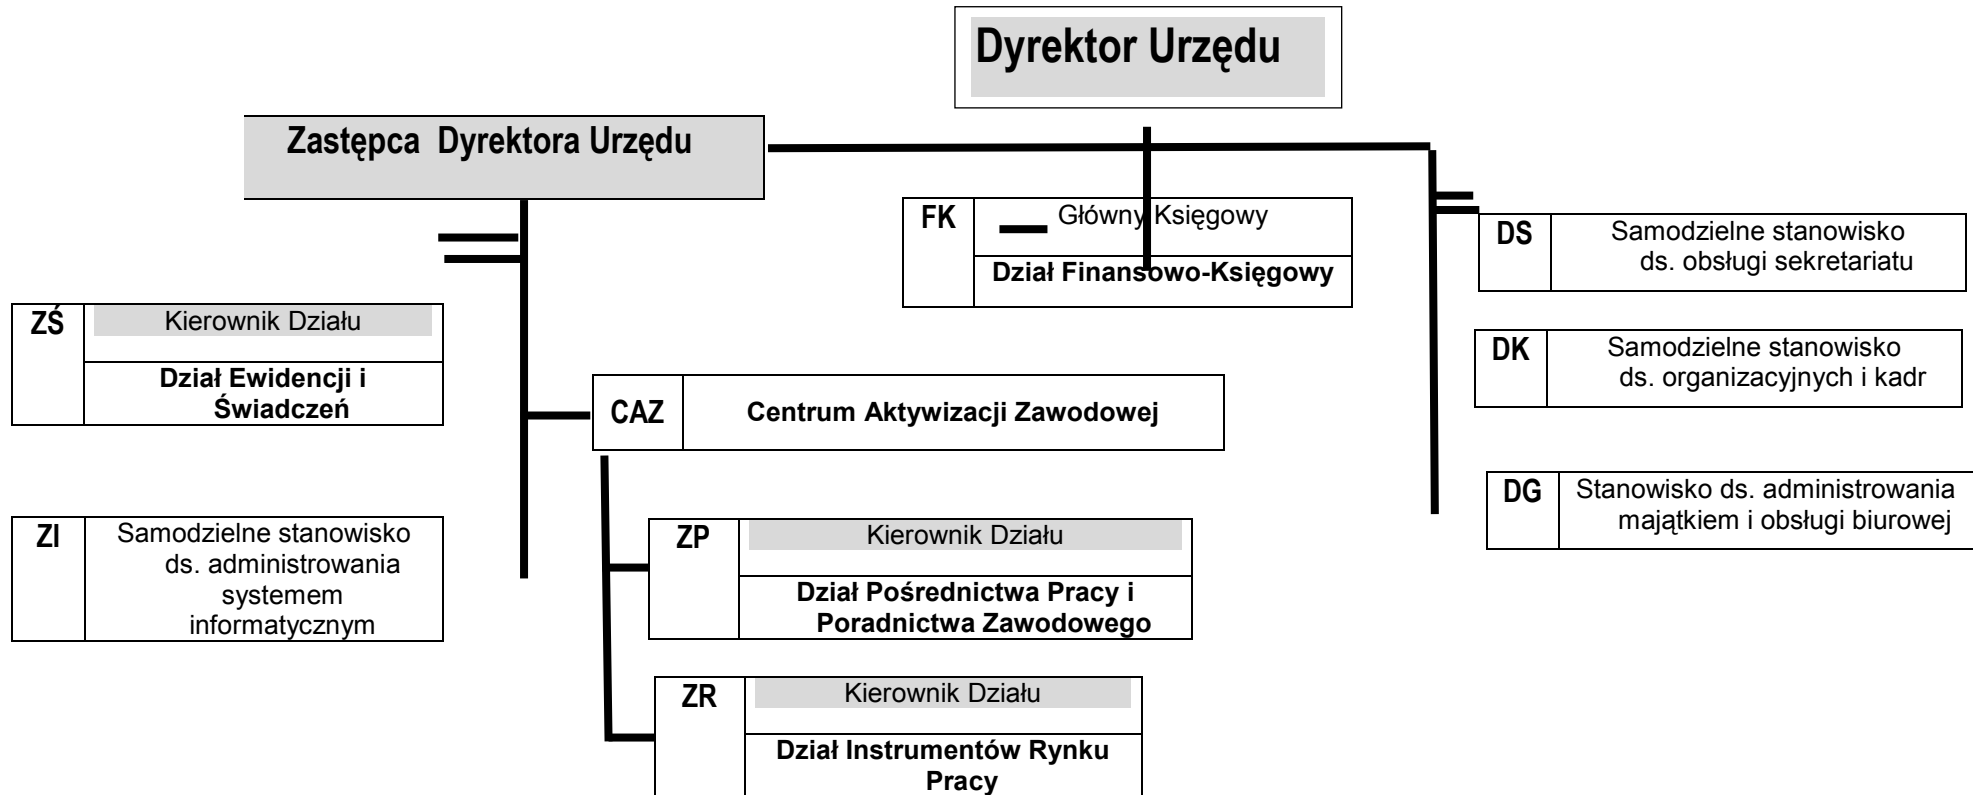 Dyrektor Urzędu
Zastępca Dyrektora Urzędu
FK
Główny Księgowy
Dział Finansowo-Księgowy
DS
Samodzielne stanowisko
ds. obsługi sekretariatu
ZŚ
Kierownik Działu
Dział Ewidencji i
Świadczeń
DK
Samodzielne stanowisko
ds. organizacyjnych i kadr
CAZ
Centrum Aktywizacji Zawodowej
DG
Stanowisko ds. administrowania
majątkiem i obsługi biurowej
ZI
Samodzielne stanowisko
ds. administrowania
systemem
informatycznym
ZP
Kierownik Działu
Dział Pośrednictwa Pracy i
Poradnictwa Zawodowego
ZR
Kierownik Działu
Dział Instrumentów Rynku
Pracy